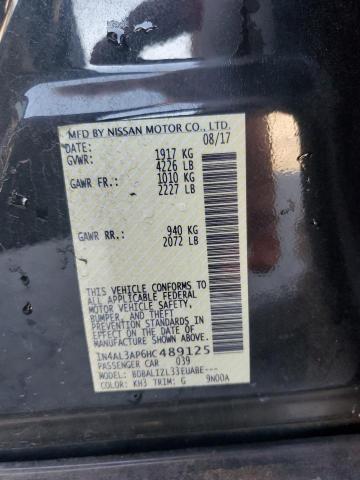 MFD BY NISSAN MOTOR CO., LTD.
DATE: 08/17
GVWR: 1917 KG
4226 LB
GAWR FR.: 1010 KG
2227 LB
GAWR RR.: 940 KG
2072 LB
THIS VEHICLE CONFORMS TO
ALL APPLICABLE FEDERAL
MOTOR VEHICLE SAFETY,
BUMPER, AND THEFT
PREVENTION STANDARDS IN
EFFECT ON THE DATE OF
MANUFACTURE SHOWN ABOVE.
1N4AL3AP6HC489125
PASSENGER CAR 039
MODEL: BDBALIZL33EUABE---
COLOR: KH3 TRIM: G 9N00A